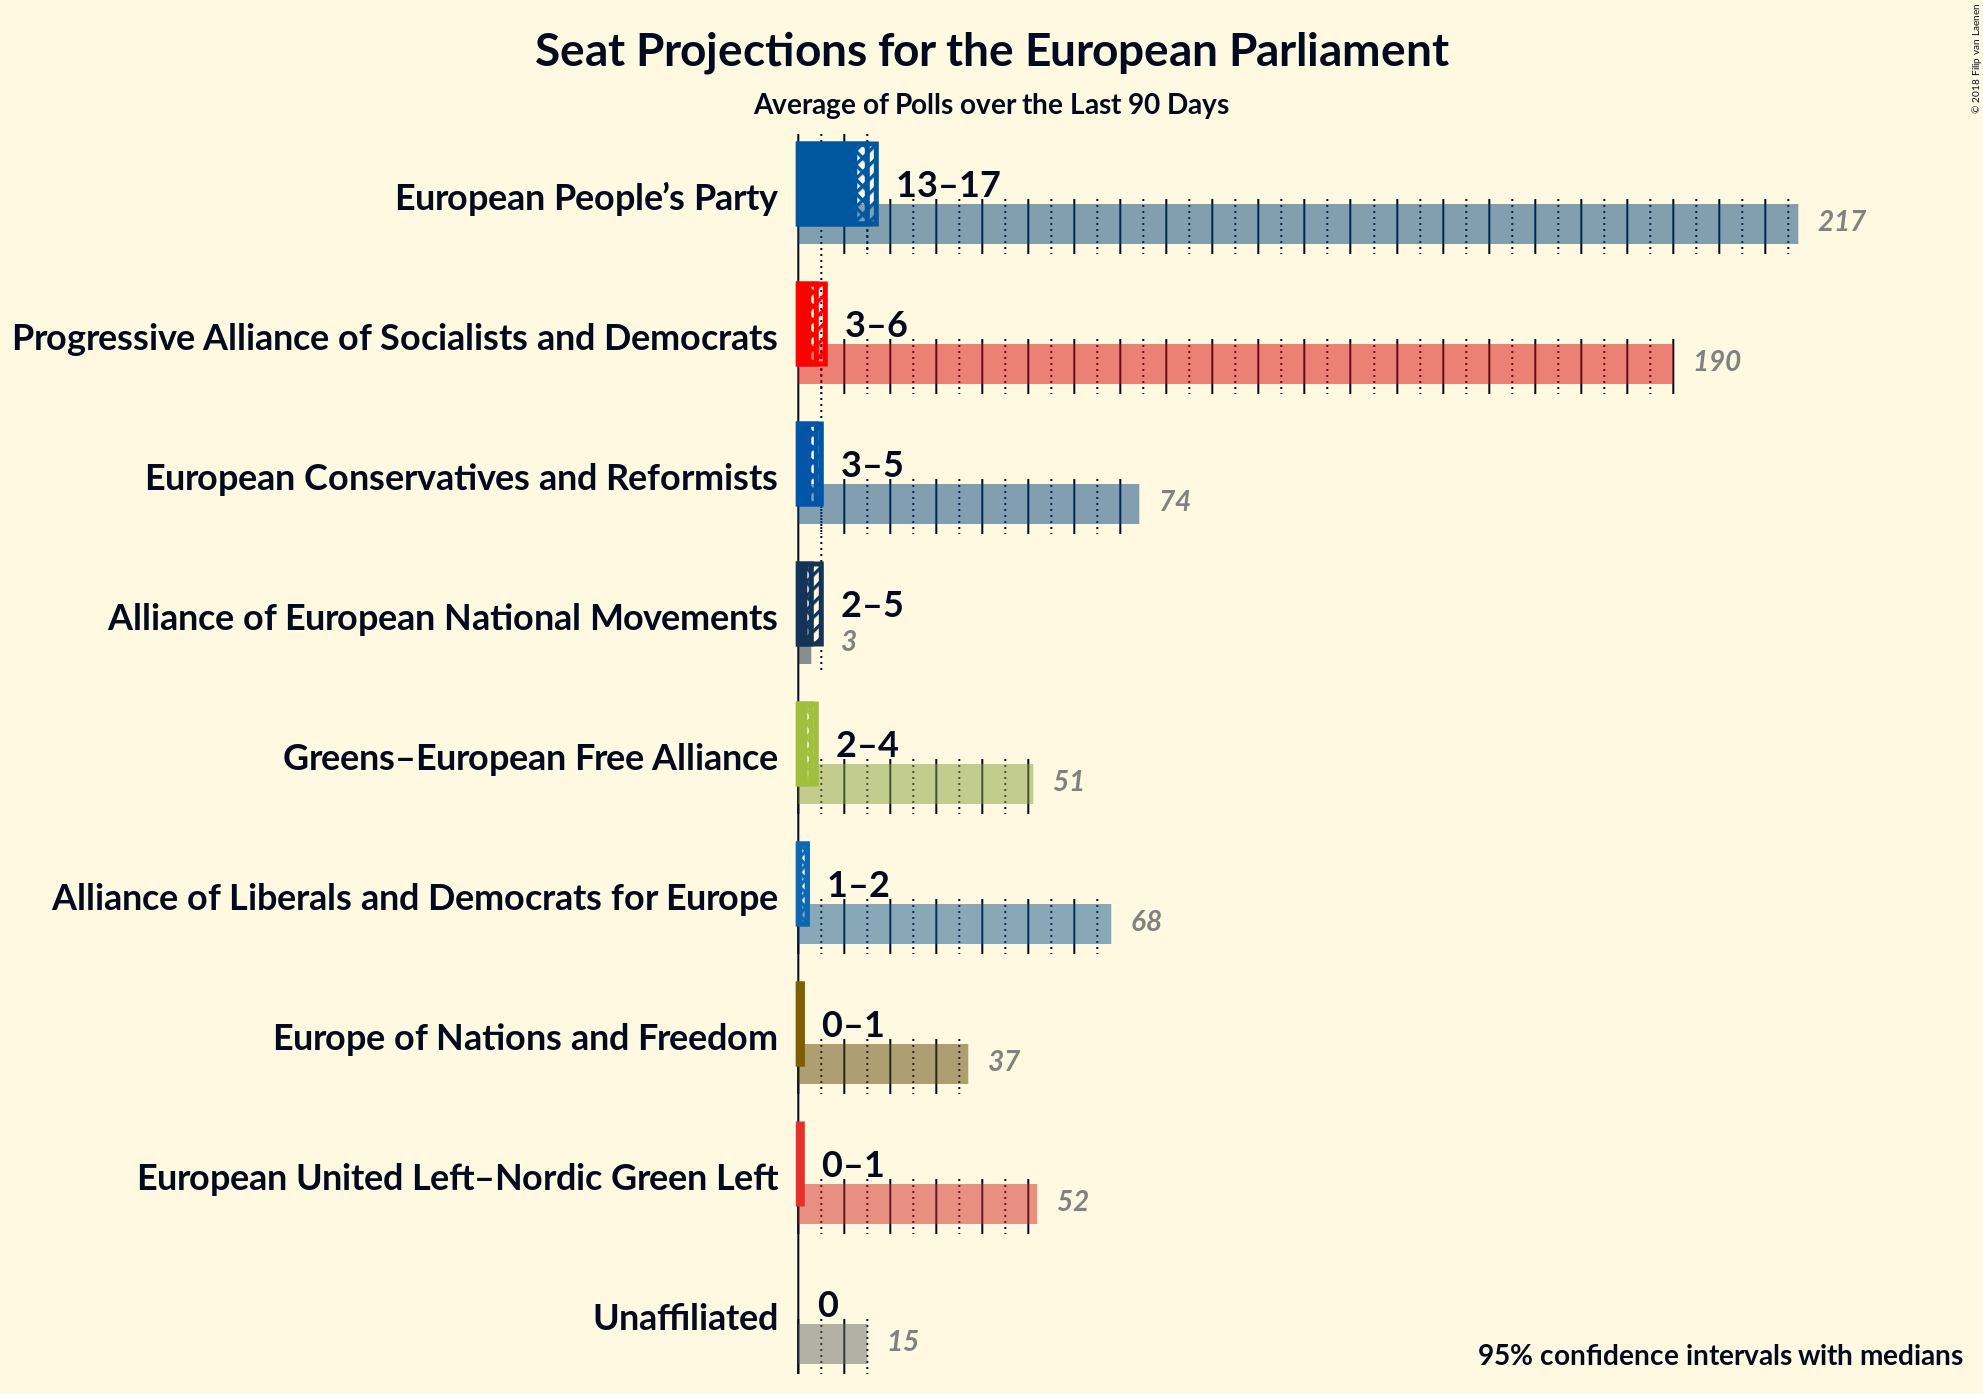 Seat Projections for the European Parliament
Average of Polls over the Last 90 Days
© 2018 Filip van Laenen
European People’s Party
13–17
217
Progressive Alliance of Socialists and Democrats
3–6
190
European Conservatives and Reformists
3–5
74
Alliance of European National Movements
2–5
3
Greens–European Free Alliance
2–4
51
Alliance of Liberals and Democrats for Europe
1–2
68
Europe of Nations and Freedom
0–1
37
European United Left–Nordic Green Left
0–1
52
Unaffiliated
0
15
95% confidence intervals with medians